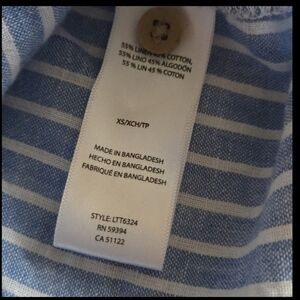 55% LINEN 45% COTTON,
55% LINO 45% ALGODÓN
55 % LIN 45 % COTON
XS/XCH/TP
MADE IN BANGLADESH
HECHO EN BANGLADESH
FABRIQUÉ EN BANGLADESH
STYLE: LTT6324
RN 59394
CA 51122